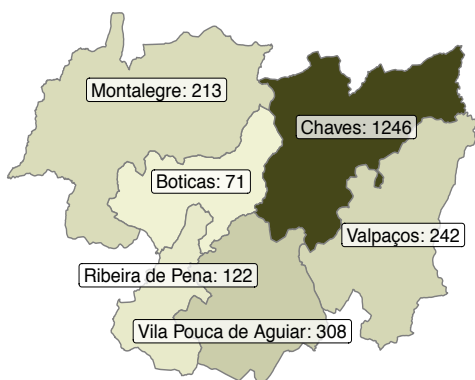 Montalegre: 213
Chaves: 1246
Boticas: 71
Valpaços: 242
Ribeira de Pena: 122
Vila Pouca de Aguiar: 308